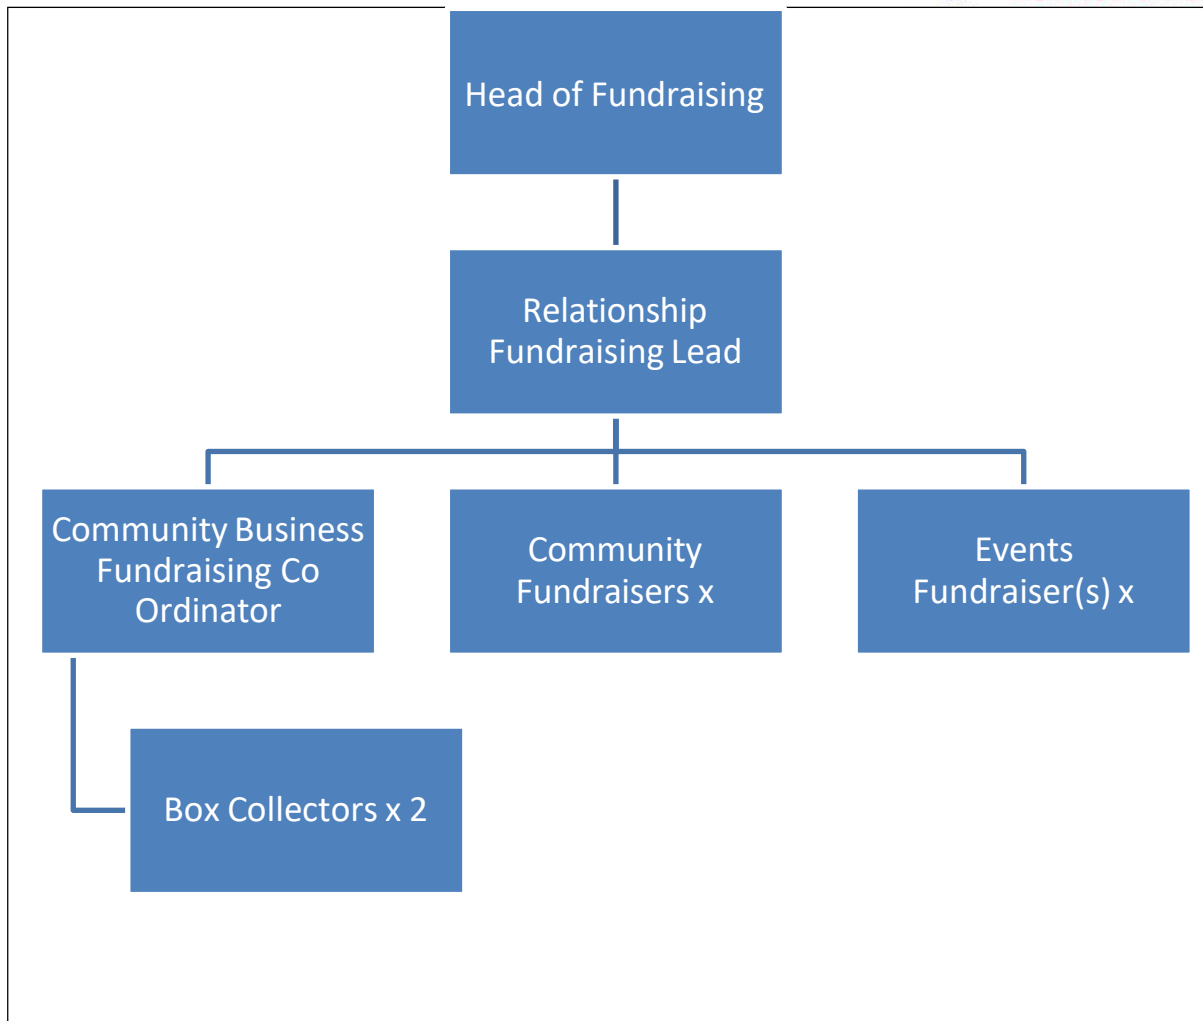 Head of Fundraising
Relationship
Fundraising Lead
Community Business
Fundraising Co
Ordinator
Community
Fundraisers x
Events
Fundraiser(s) x
Box Collectors x 2